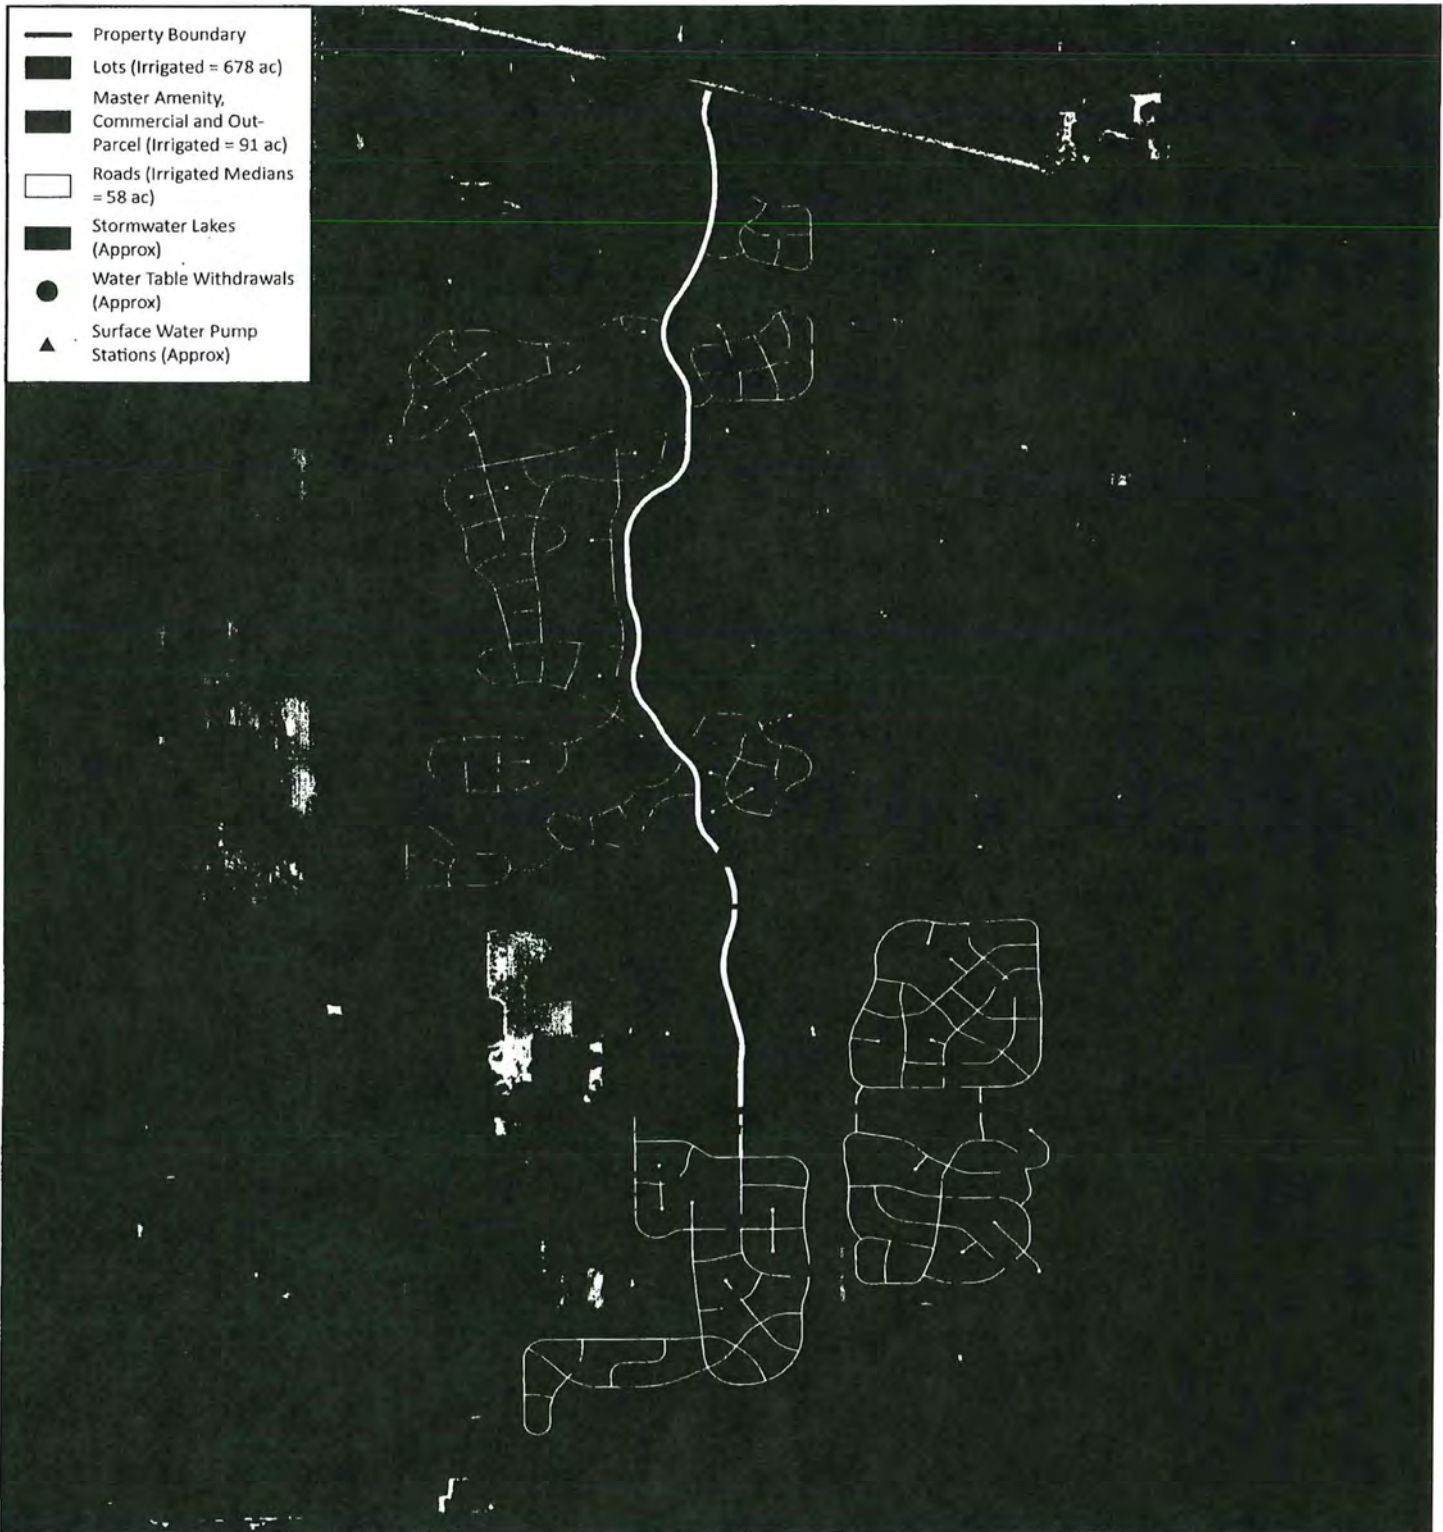 Property Boundary
Lots (Irrigated = 678 ac)
Master Amenity,
Commercial and Out-
Parcel (Irrigated = 91 ac)
Roads (Irrigated Medians
= 58 ac)
Stormwater Lakes
(Approx)
Water Table Withdrawals
(Approx)
Surface Water Pump
Stations (Approx)